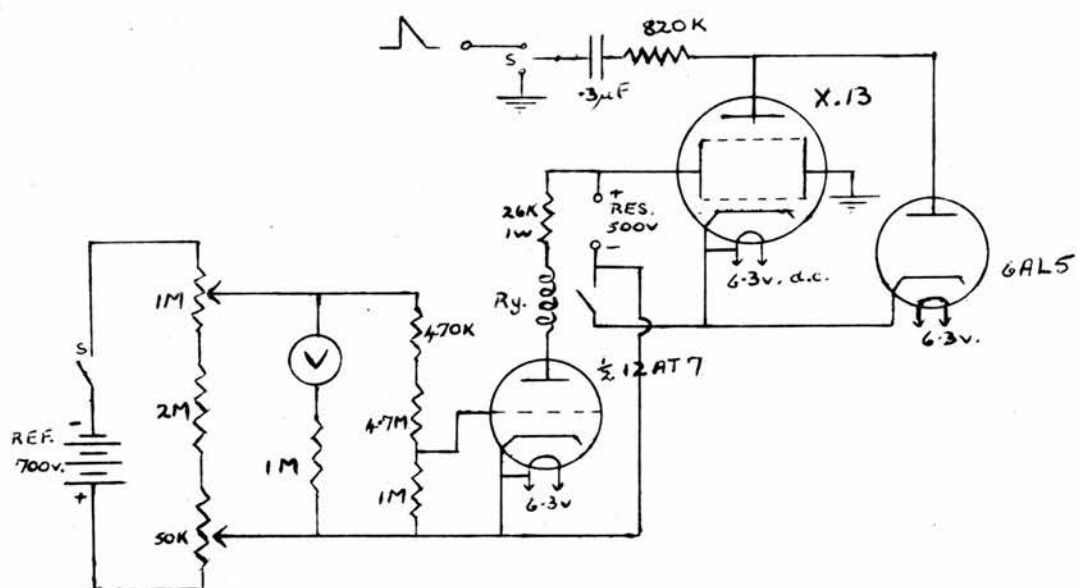 820K
S
.3µF
X.13
+
RES.
500v
-
26K
1W
6.3v. d.c.
6AL5
6.3v.
Ry.
1M
470K
S
V
½ 12AT7
2M
4.7M
REF.
700v.
-
+
1M
1M
6.3v
50K